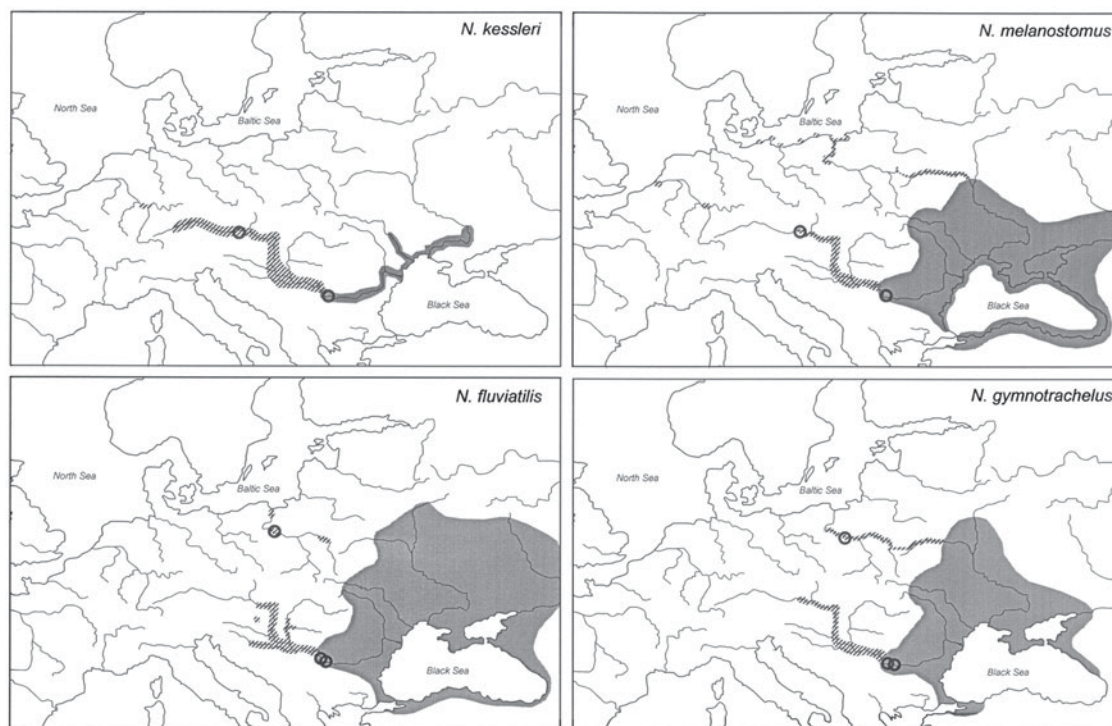 N. kessleri
North Sea
Baltic Sea
Black Sea
N. melanostomus
North Sea
Baltic Sea
Black Sea
N. fluviatilis
North Sea
Baltic Sea
Black Sea
N. gymnotrachelus
North Sea
Baltic Sea
Black Sea